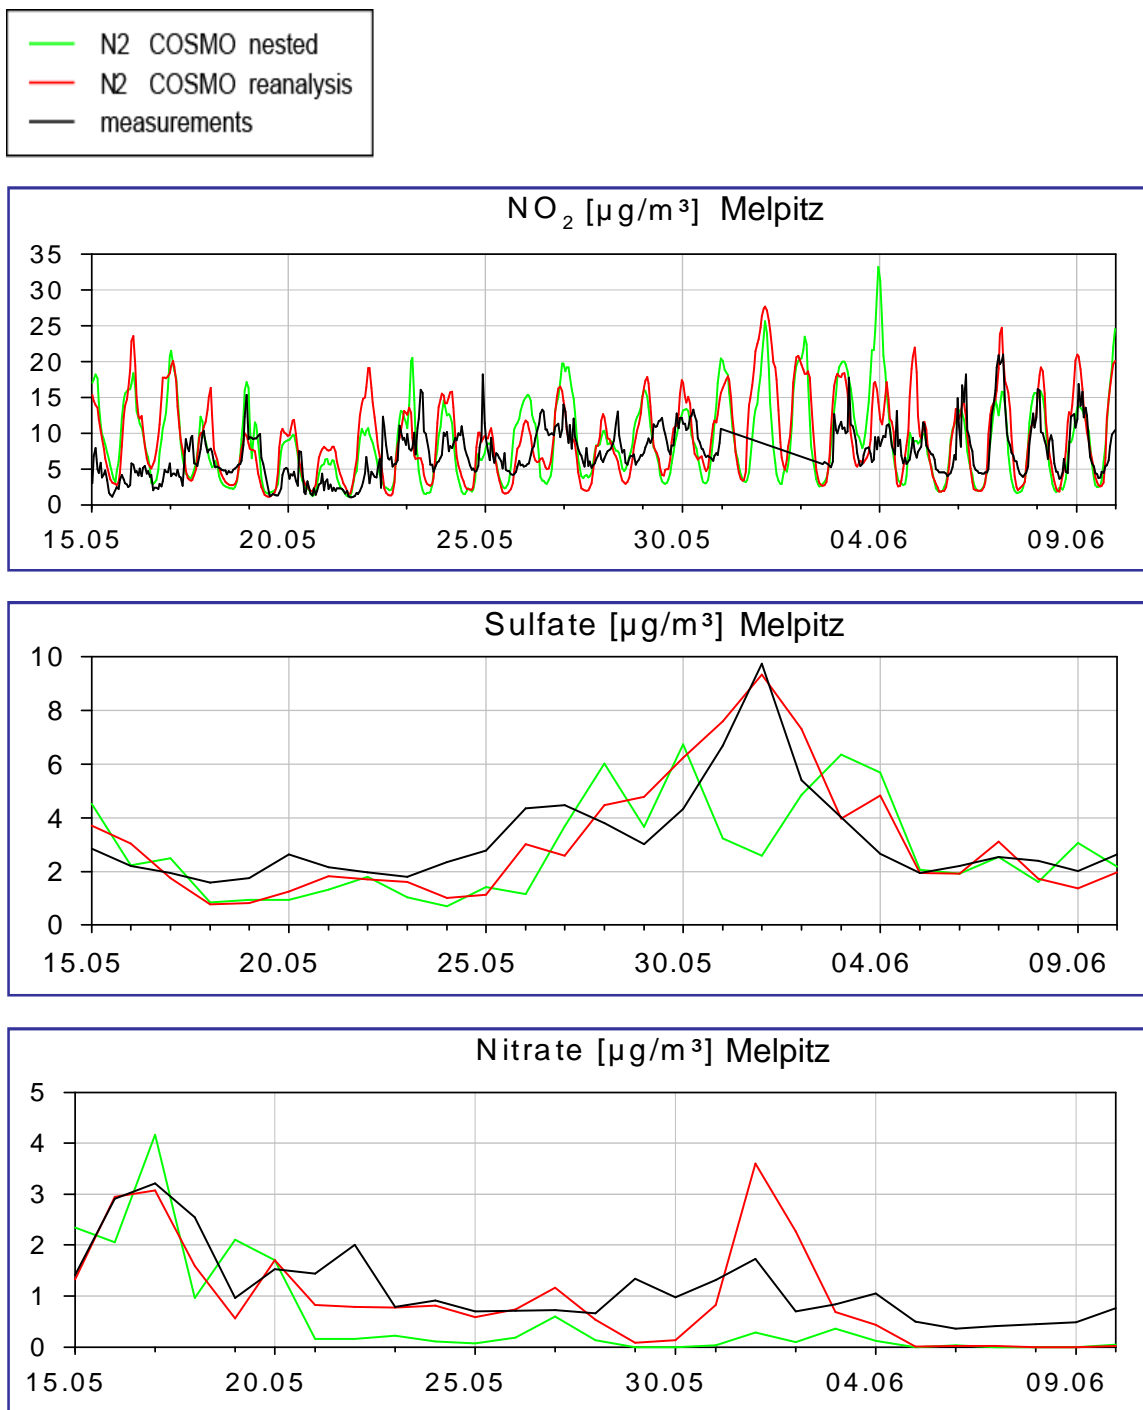 N2 COSMO nested
N2 COSMO reanalysis
measurements
NO2 [µg/m³] Melpitz
35
30
25
20
15
10
5
0
15.05 20.05 25.05 30.05 04.06 09.06
Sulfate [µg/m³] Melpitz
10
8
6
4
2
0
15.05 20.05 25.05 30.05 04.06 09.06
Nitrate [µg/m³] Melpitz
5
4
3
2
1
0
15.05 20.05 25.05 30.05 04.06 09.06